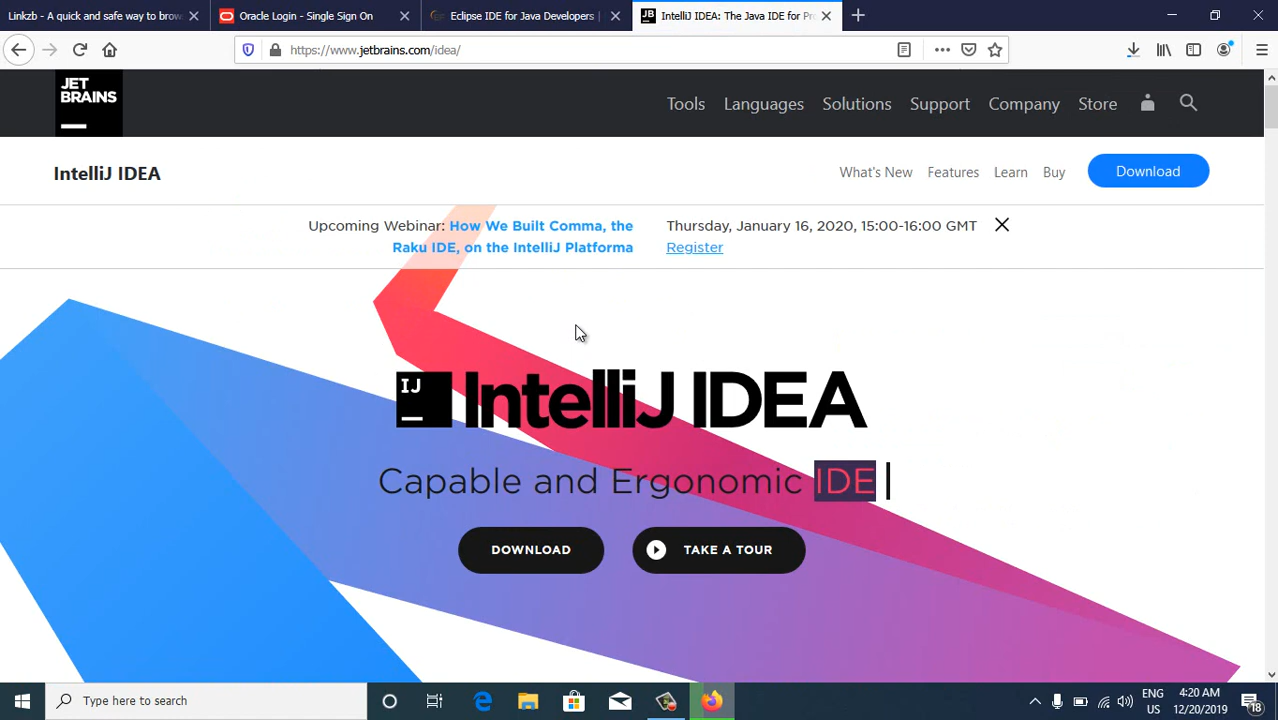 Linkzb - A quick and safe way to brow
Oracle Login - Single Sign On
Eclipse IDE for Java Developers |
IntelliJ IDEA: The Java IDE for Pr
https://www.jetbrains.com/idea/
JET
BRAINS
Tools
Languages
Solutions
Support
Company
Store
IntelliJ IDEA
What's New
Features
Learn
Buy
Download
Upcoming Webinar: How We Built Comma, the
Raku IDE, on the IntelliJ Platforma
Thursday, January 16, 2020, 15:00-16:00 GMT
Register
IJ
IntelliJ IDEA
Capable and Ergonomic IDE
DOWNLOAD
TAKE A TOUR
Type here to search
ENG
US
4:20 AM
12/20/2019
18